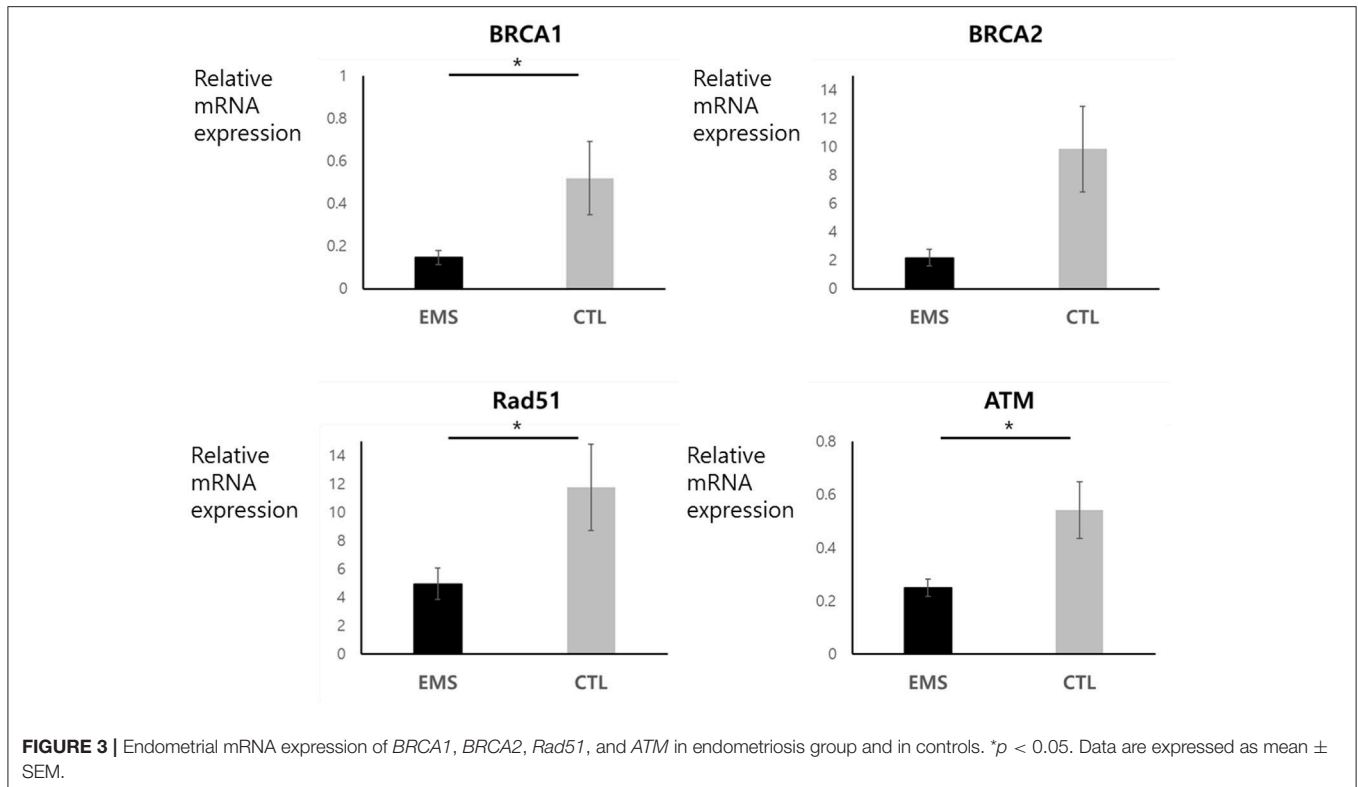 BRCA1
Relative
mRNA
expression
*
1
0.8
0.6
0.4
0.2
0
EMS CTL
BRCA2
Relative
mRNA
expression
14
12
10
8
6
4
2
0
EMS CTL
Rad51
Relative
mRNA
expression
*
14
12
10
8
6
4
2
0
EMS CTL
ATM
Relative
mRNA
expression
*
0.8
0.6
0.4
0.2
0
EMS CTL
FIGURE 3 | Endometrial mRNA expression of BRCA1, BRCA2, Rad51, and ATM in endometriosis group and in controls. *p < 0.05. Data are expressed as mean ±
SEM.